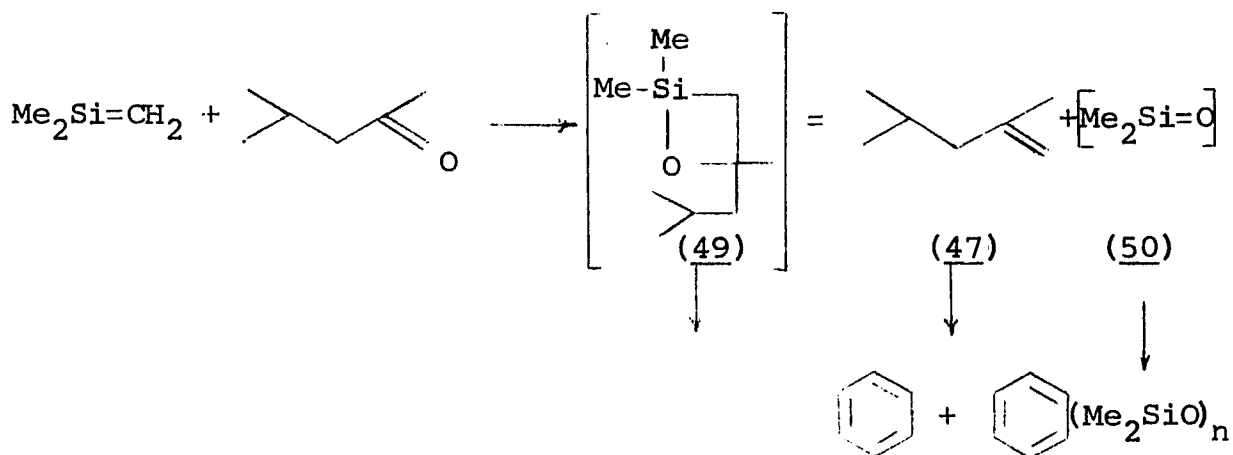 Me
Me-Si
Me₂Si=CH₂ + O → O = +[Me₂Si=O]
(49) (47) (50)
+ (Me₂SiO)n